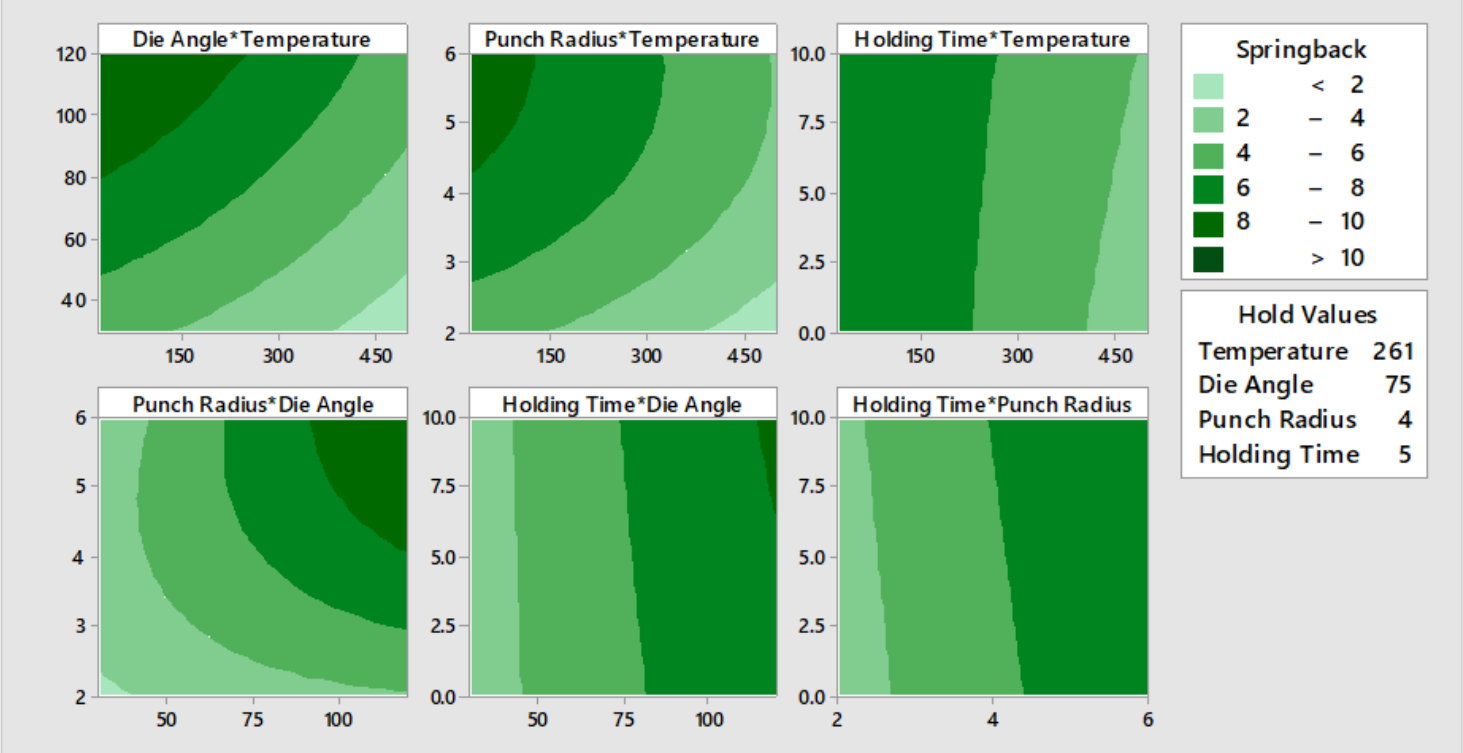 Die Angle*Temperature
120
100
80
60
40
150 300 450
Punch Radius*Temperature
6
5
4
3
2
150 300 450
Holding Time*Temperature
10.0
7.5
5.0
2.5
0.0
150 300 450
Springback
< 2
2 – 4
4 – 6
6 – 8
8 – 10
> 10
Hold Values
Temperature 261
Die Angle 75
Punch Radius 4
Holding Time 5
Punch Radius*Die Angle
6
5
4
3
2
50 75 100
Holding Time*Die Angle
10.0
7.5
5.0
2.5
0.0
50 75 100
Holding Time*Punch Radius
10.0
7.5
5.0
2.5
0.0
2 4 6